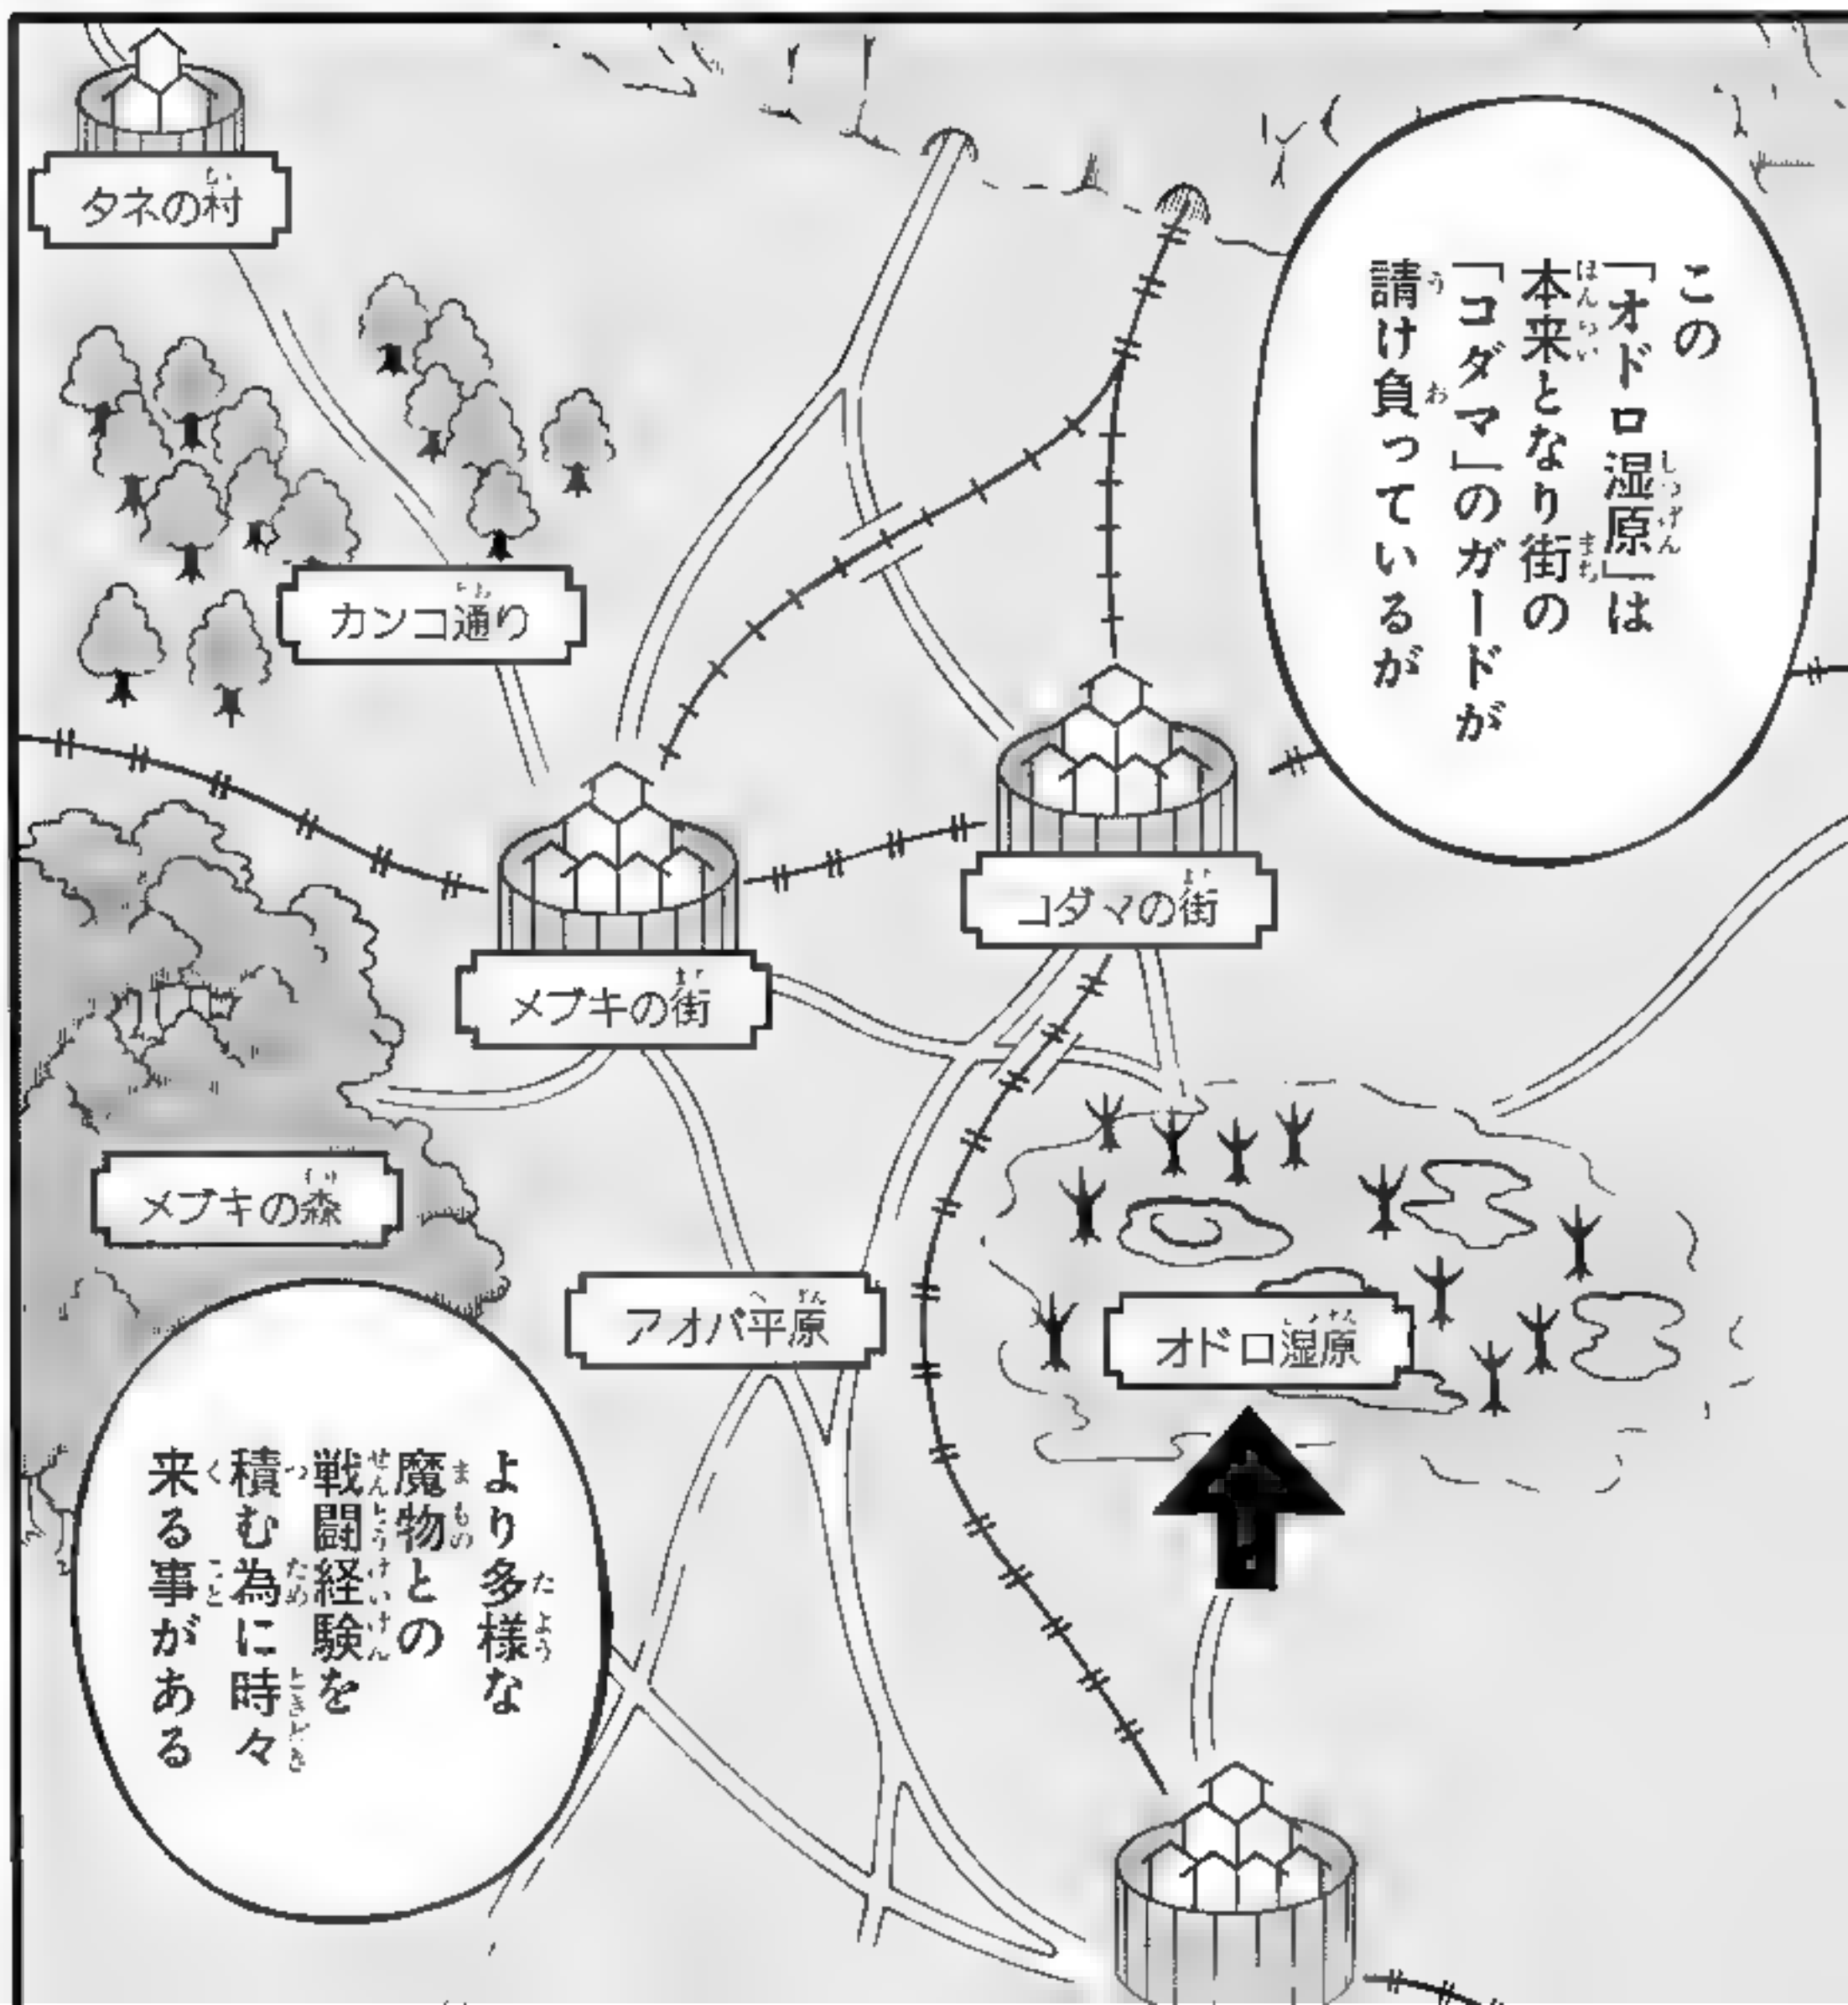 この
「オドロ湿原」は
本来となり街の
「コダマ」のガードが
請け負っているが
タネの村
カンコ通り
コダマの街
メブキの街
メブキの森
アオバ平原
オドロ湿原
より多様な
魔物との
戦闘経験を
積む為に時々
来る事がある